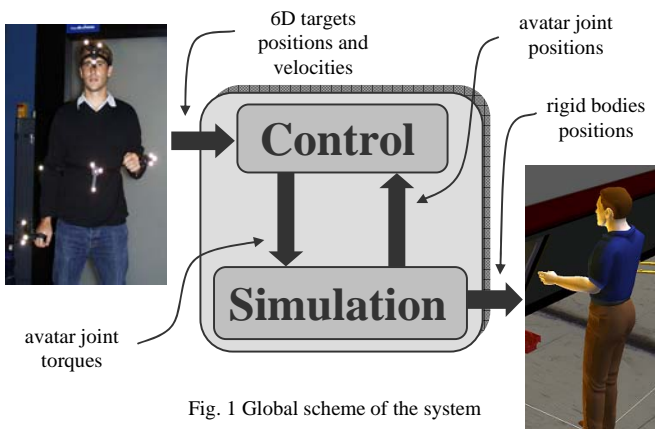 6D targets
positions and
velocities
avatar joint
positions
rigid bodies
positions
Control
Simulation
avatar joint
torques
Fig. 1 Global scheme of the system